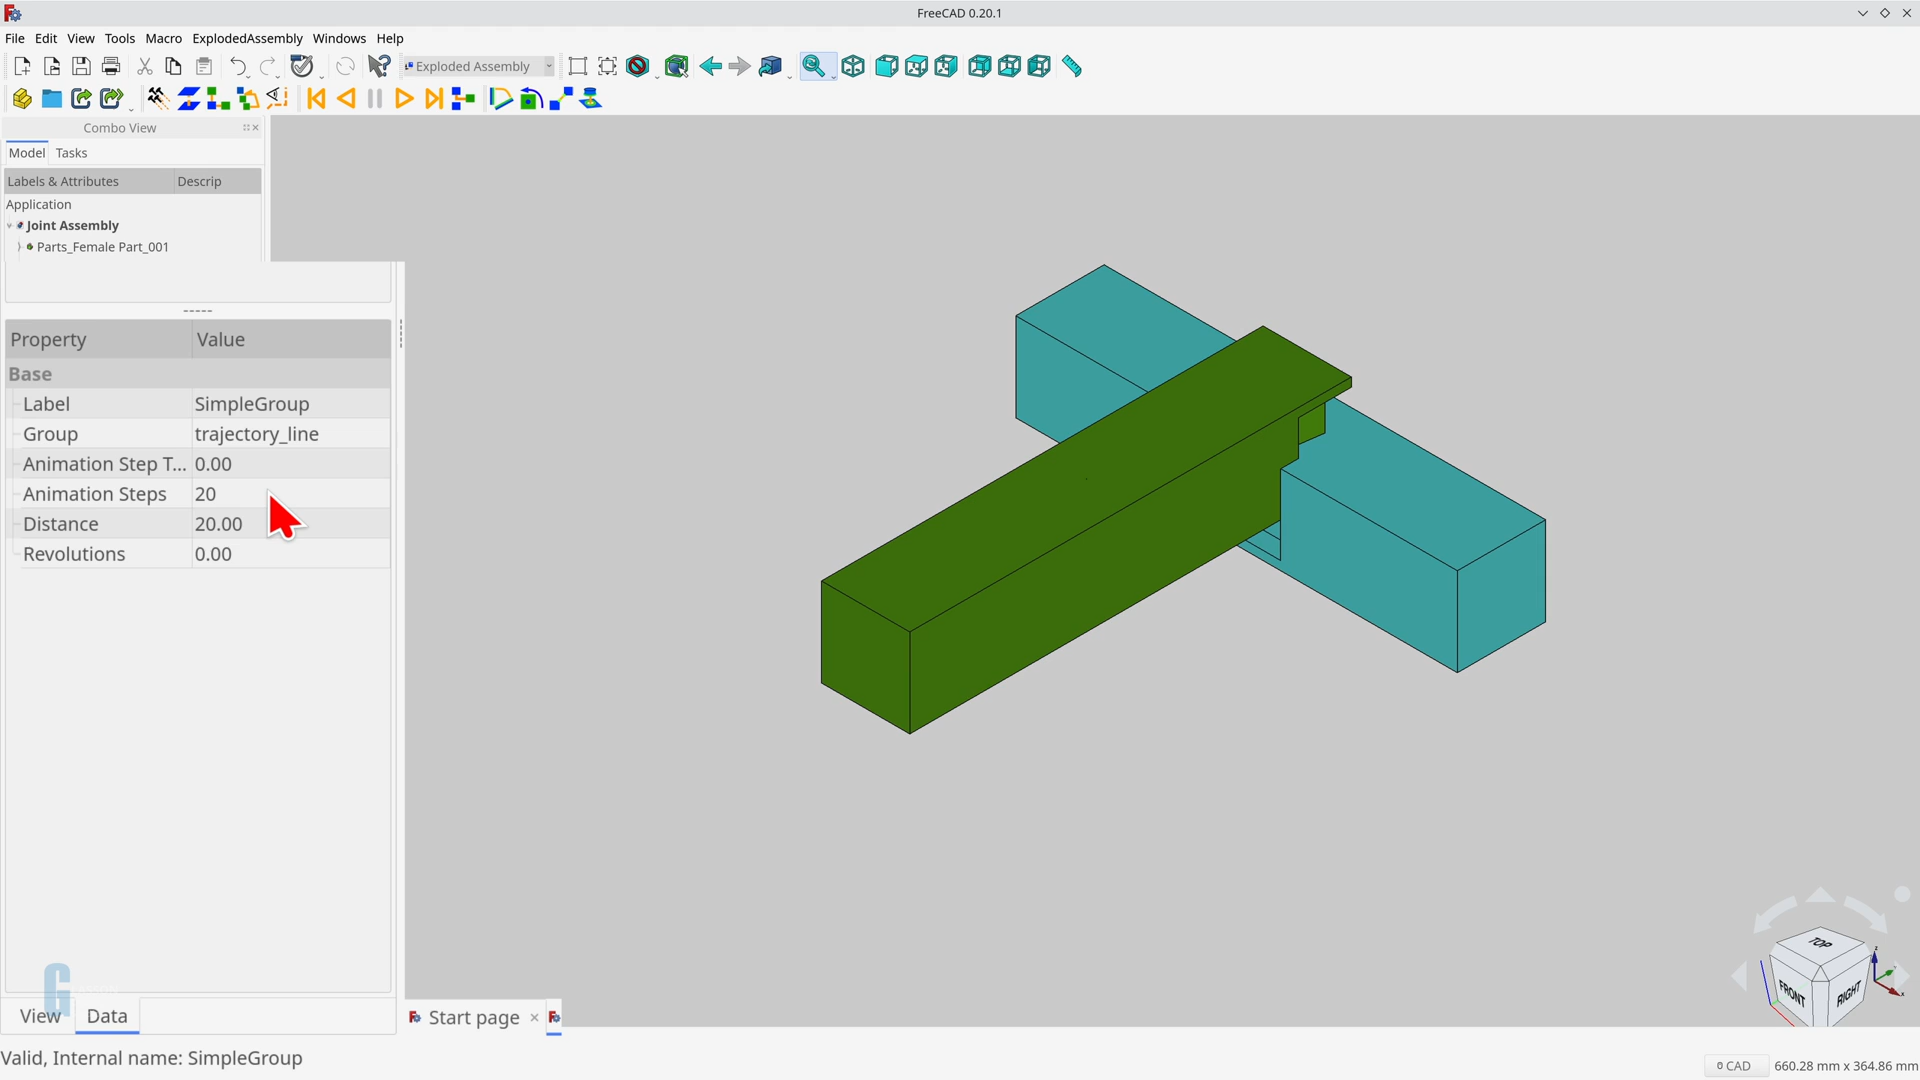 FreeCAD 0.20.1
File Edit View Tools Macro ExplodedAssembly Windows Help
Exploded Assembly
Combo View
Model Tasks
Labels & Attributes Descrip
Application
Joint Assembly
Parts_Female Part_001
Property Value
Base
Label SimpleGroup
Group trajectory_line
Animation Step T... 0.00
Animation Steps 20
Distance 20.00
Revolutions 0.00
TOP
FRONT RIGHT
View Data
Start page
Valid, Internal name: SimpleGroup
CAD 660.28 mm x 364.86 mm